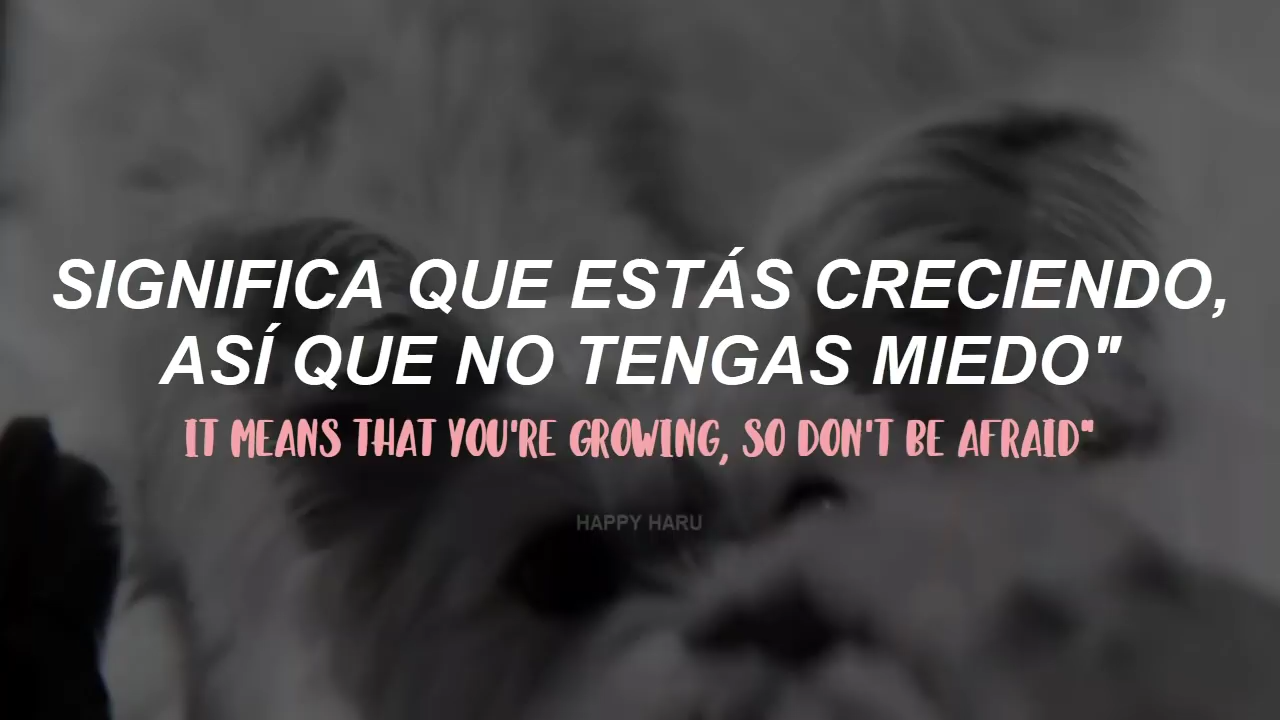 SIGNIFICA QUE ESTÁS CRECIENDO,
ASÍ QUE NO TENGAS MIEDO"
IT MEANS THAT YOU'RE GROWING, SO DON'T BE AFRAID"
HAPPY HARU